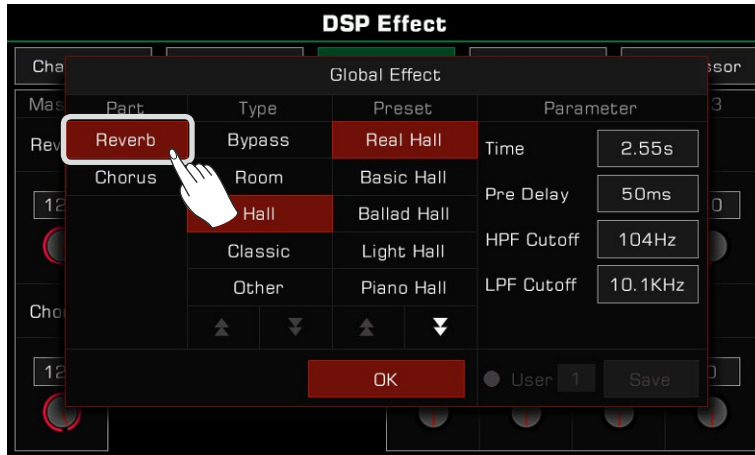 DSP Effect
Global Effect
Part
Type
Preset
Parameter
Reverb
Bypass
Real Hall
Time
2.55s
Chorus
Room
Basic Hall
Pre Delay
50ms
Hall
Ballad Hall
HPF Cutoff
104Hz
Classic
Light Hall
LPF Cutoff
10.1KHz
Other
Piano Hall
OK
User 1
Save